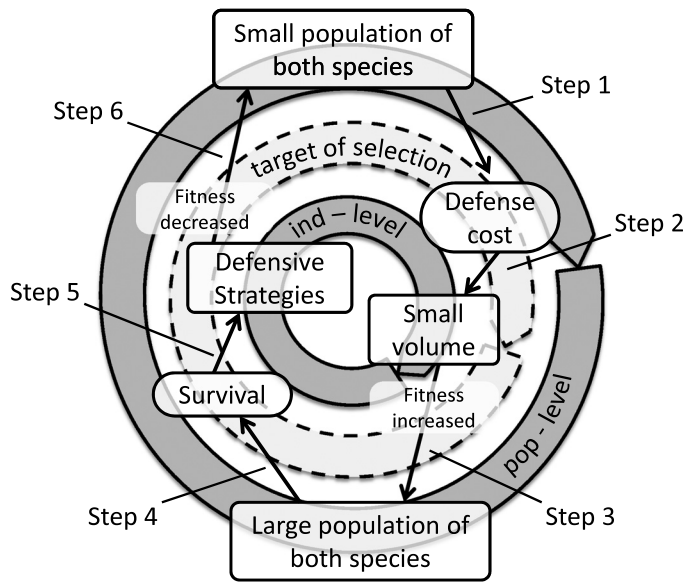 Small population of
both species
Step 1
Step 6
target of selection
Fitness
decreased
ind – level
Defense
cost
Step 2
Defensive
Strategies
Step 5
Small
volume
Survival
Fitness
increased
pop - level
Step 4
Large population of
both species
Step 3